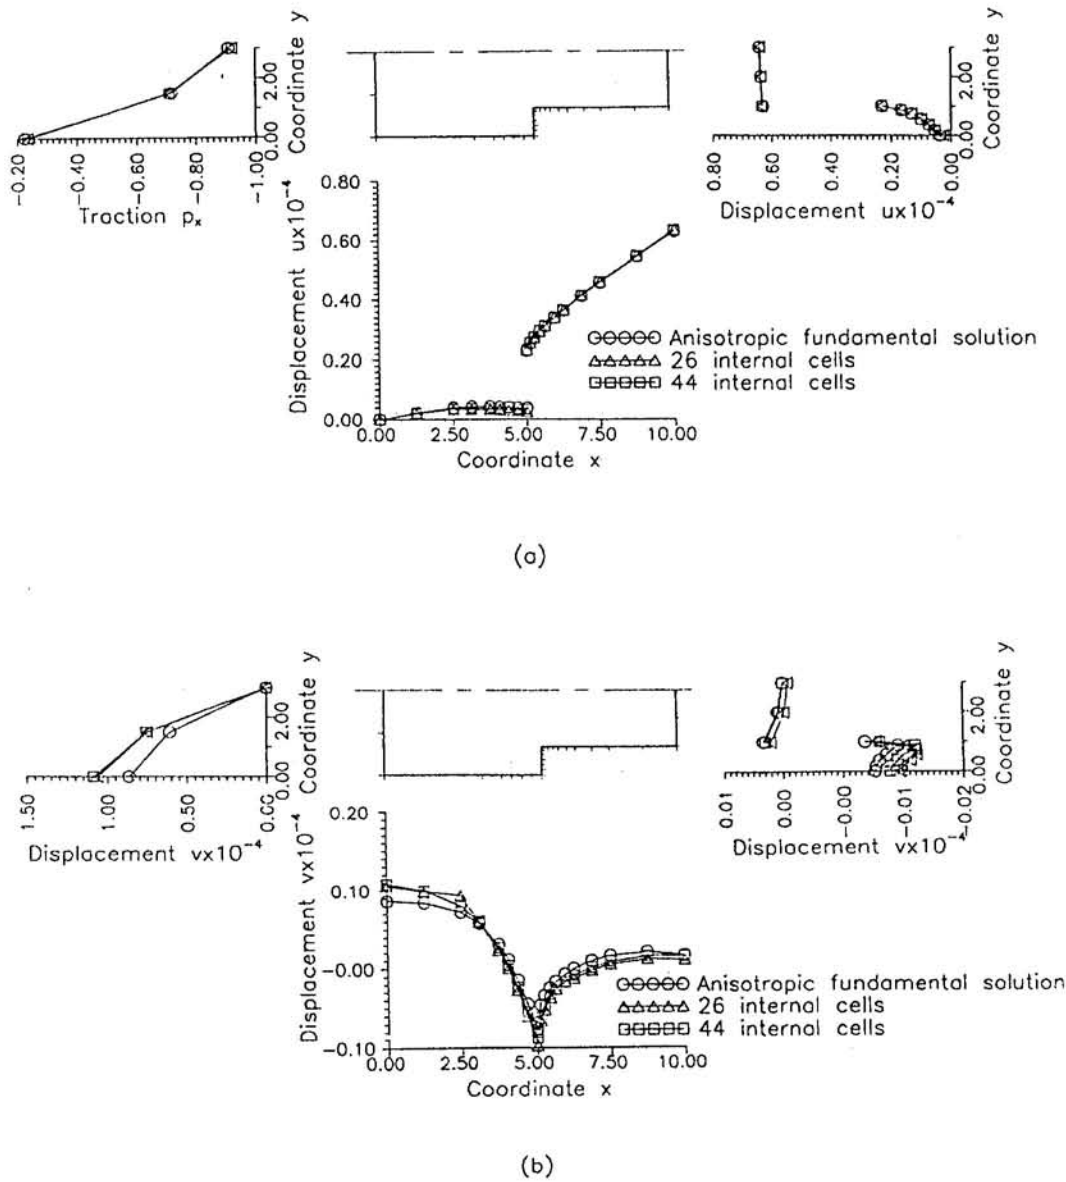 Coordinate y
2.00
0.00
-0.20
-0.40
-0.60
-0.80
-1.00
Traction px
Coordinate y
2.00
0.00
0.80
0.60
0.40
0.20
0.00
Displacement ux10-4
0.80
0.60
0.40
0.20
0.00
Displacement ux10-4
Anisotropic fundamental solution
26 internal cells
44 internal cells
0.00
2.50
5.00
7.50
10.00
Coordinate x
(a)
Coordinate y
2.00
0.00
1.50
1.00
0.50
0.00
Displacement vx10-4
Coordinate y
2.00
0.00
0.01
0.00
-0.00
-0.01
-0.02
Displacement vx10-4
0.20
0.10
-0.00
-0.10
Displacement vx10-4
Anisotropic fundamental solution
26 internal cells
44 internal cells
0.00
2.50
5.00
7.50
10.00
Coordinate x
(b)